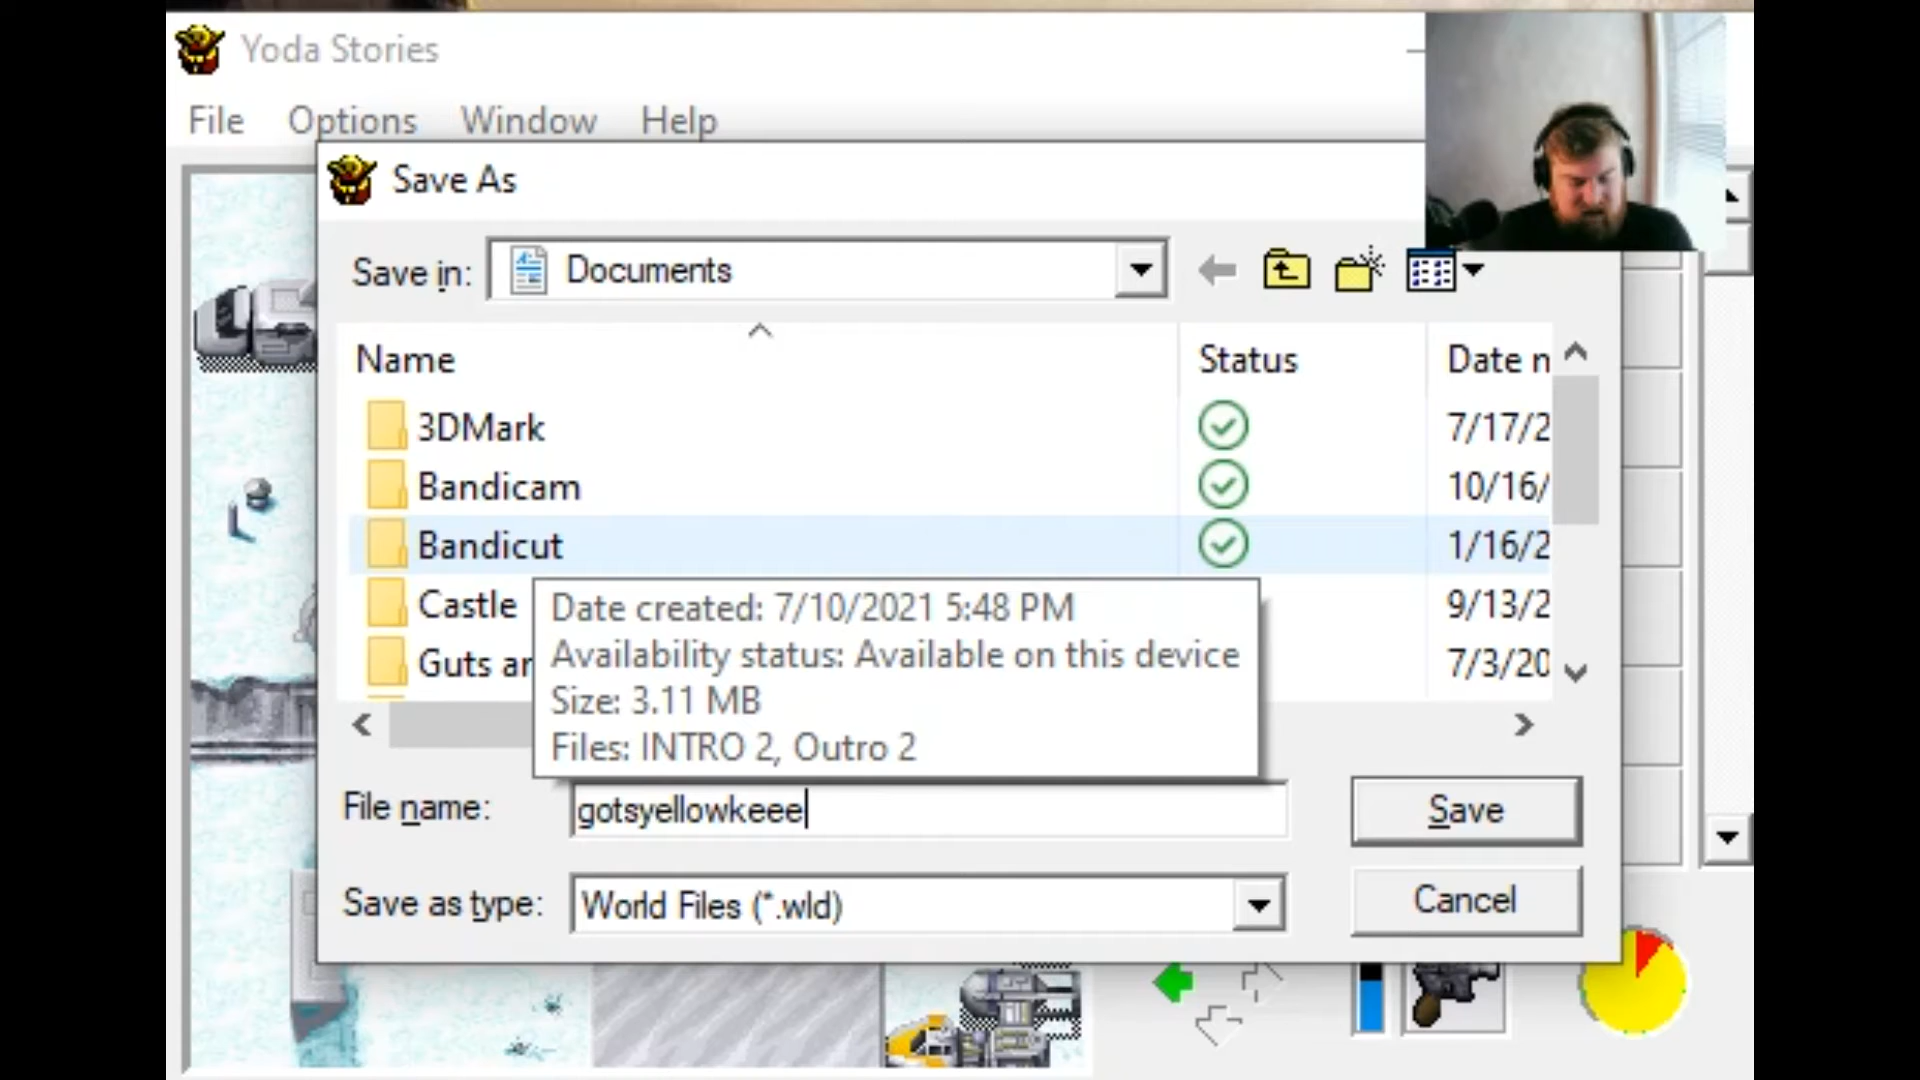 Yoda Stories
File Options Window Help
Save As
Save in: Documents
Name Status Date n
3DMark 7/17/2
Bandicam 10/16/
Bandicut 1/16/2
Castle 9/13/2
Guts ar 7/3/20
Date created: 7/10/2021 5:48 PM
Availability status: Available on this device
Size: 3.11 MB
Files: INTRO 2, Outro 2
File name: gotsyellowkeee Save
Save as type: World Files (*.wld) Cancel